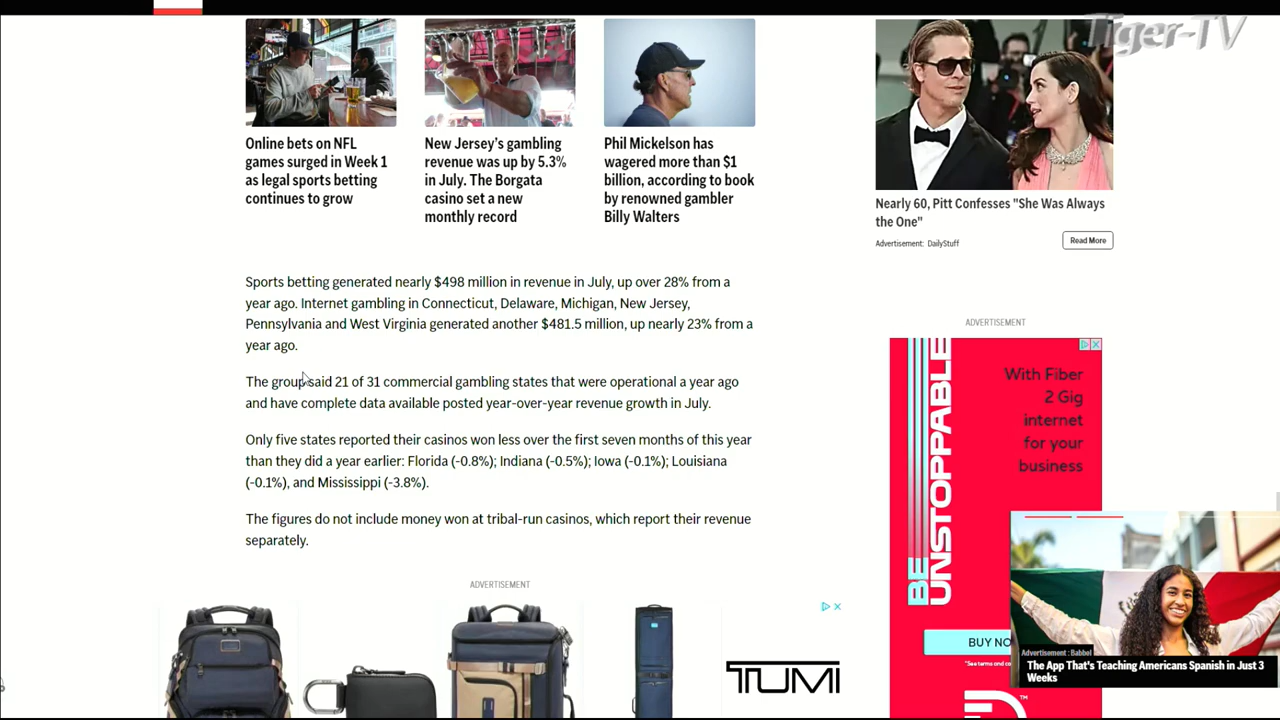 Tiger-TV
Online bets on NFL
games surged in Week 1
as legal sports betting
continues to grow
New Jersey's gambling
revenue was up by 5.3%
in July. The Borgata
casino set a new
monthly record
Phil Mickelson has
wagered more than $1
billion, according to book
by renowned gambler
Billy Walters
Nearly 60, Pitt Confesses "She Was Always
the One"
Advertisement: DailyStuff
Read More
Sports betting generated nearly $498 million in revenue in July, up over 28% from a
year ago. Internet gambling in Connecticut, Delaware, Michigan, New Jersey,
Pennsylvania and West Virginia generated another $481.5 million, up nearly 23% from a
year ago.
The group said 21 of 31 commercial gambling states that were operational a year ago
and have complete data available posted year-over-year revenue growth in July.
Only five states reported their casinos won less over the first seven months of this year
than they did a year earlier: Florida (-0.8%); Indiana (-0.5%); Iowa (-0.1%); Louisiana
(-0.1%), and Mississippi (-3.8%).
The figures do not include money won at tribal-run casinos, which report their revenue
separately.
ADVERTISEMENT
TUMI
ADVERTISEMENT
BE
UNSTOPPABLE
With Fiber
2 Gig
internet
for your
business
BUY NO
*See terms and
TM
Advertisement : Babbel
The App That's Teaching Americans Spanish in Just 3
Weeks